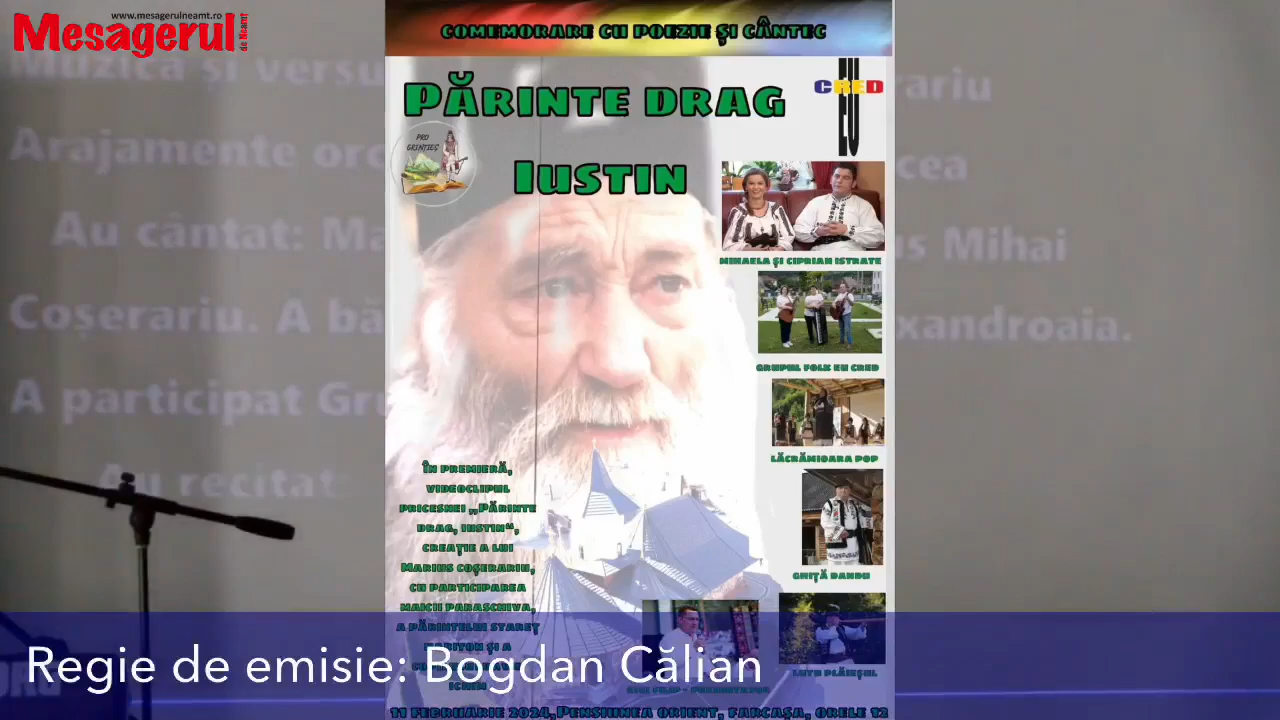 www.mesagerulneamt.ro
Mesagerul
de Neamț
COMEMORARE CU POEZIE ȘI CÂNTEC
PĂRINTE DRAG
IUSTIN
EU
CRED
PRO
GRINȚIEȘ
MIHAELA ȘI CIPRIAN ISTRATE
GRUPUL FOLK EU CRED
LĂCRĂMIOARA POP
GHIȚĂ DANDU
ÎN PREMIERĂ,
VIDEOCLIPUL
PRICESNEI „PĂRINTE
DRAG, IUSTIN“,
CREAȚIE A LUI
MARIUS COȘERARIU,
CU PARTICIPAREA
MAICII PARASCHIVA,
A PĂRINTELUI STAREȚ
11 FEBRUARIE 2024, PENSIUNEA ORIENT, FARCAȘA, ORELE 12
Muzica și versu
rariu
Arajamente or
cea
Au cântat: Ma
us Mihai
Coșerariu. A bă
xandroaia.
A participat Gru
Au recitat
Regie de emisie: Bogdan Călian